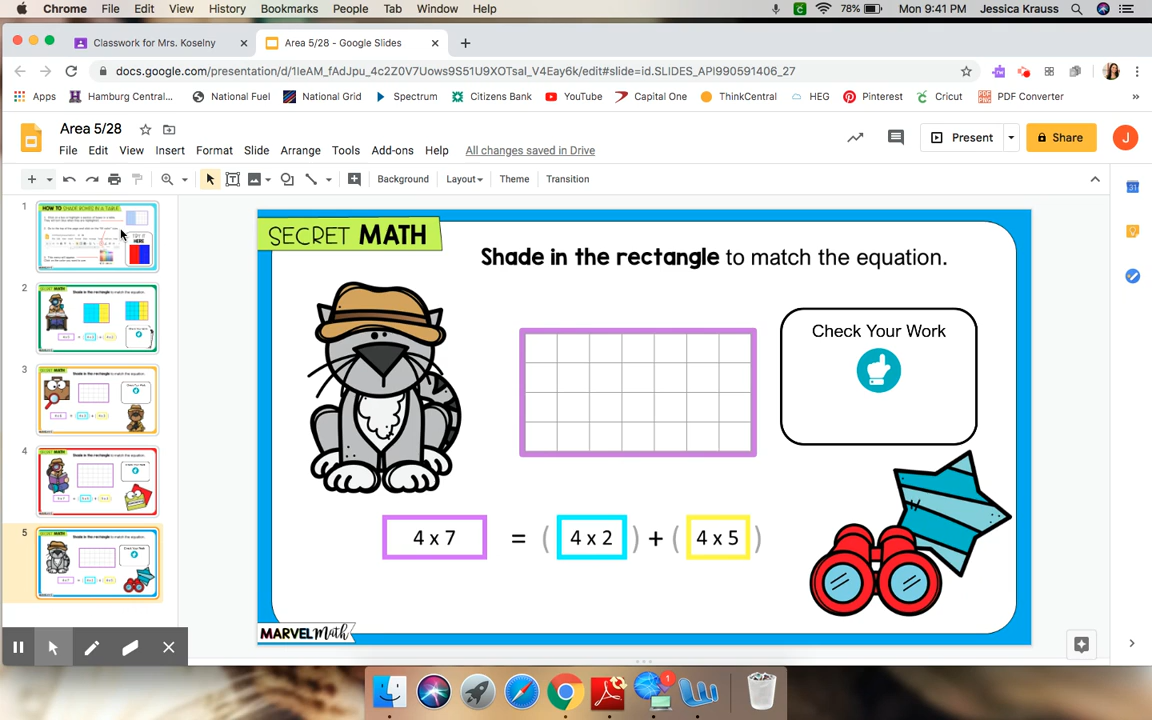 Chrome File Edit View History Bookmarks People Tab Window Help 78% Mon 9:41 PM Jessica Krauss
Classwork for Mrs. Koselny Area 5/28 - Google Slides
docs.google.com/presentation/d/1IeAM_fAdJpu_4c2Z0V7Uows9S51U9XOTsal_V4Eay6k/edit#slide=id.SLIDES_API990591406_27
Apps Hamburg Central... National Fuel National Grid Spectrum Citizens Bank YouTube Capital One ThinkCentral HEG Pinterest Cricut PDF Converter »
Area 5/28
Present Share J
File Edit View Insert Format Slide Arrange Tools Add-ons Help All changes saved in Drive
Background Layout Theme Transition
1
2
3
4
5
SECRET MATH
Shade in the rectangle to match the equation.
Check Your Work
4 x 7 = ( 4 x 2 ) + ( 4 x 5 )
MARVEL Math
1